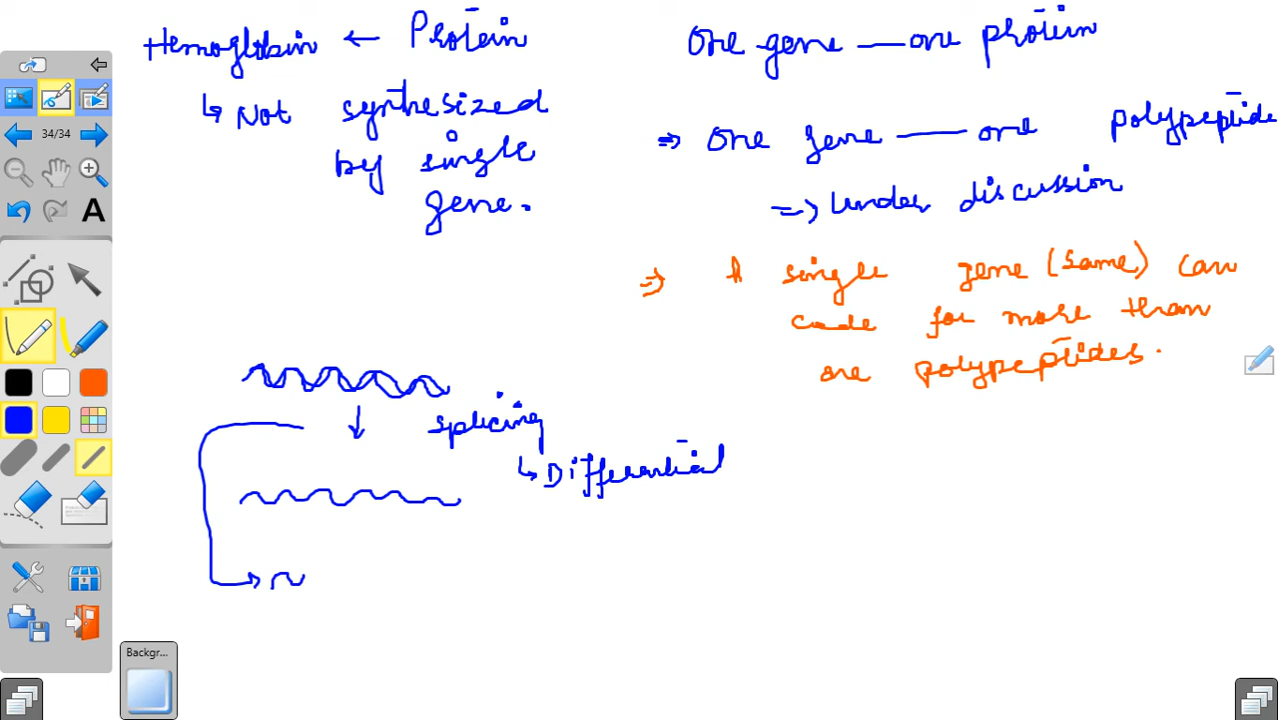 Hemoglobin ← Protein
↳ Not synthesized
by single
gene.
One gene — one protein
⇒ One gene — one polypeptide
⇒ Under discussion
⇒ A single gene (same) can
code for more than
one polypeptides.
splicing
↳ Differential
34/34
A
Backgr...